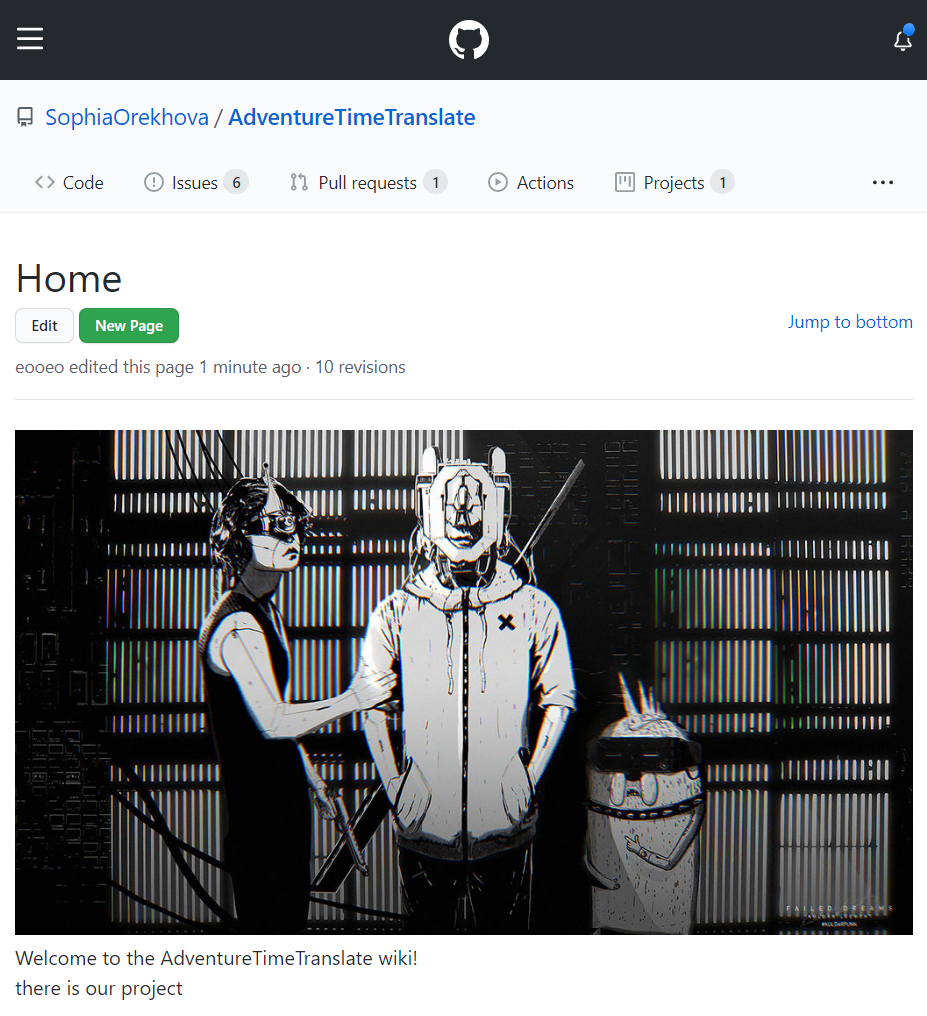 SophiaOrekhova / AdventureTimeTranslate
Code
Issues 6
Pull requests 1
Actions
Projects 1
Home
Edit
New Page
Jump to bottom
eooeo edited this page 1 minute ago · 10 revisions
FAILED DREAMS
Welcome to the AdventureTimeTranslate wiki!
there is our project